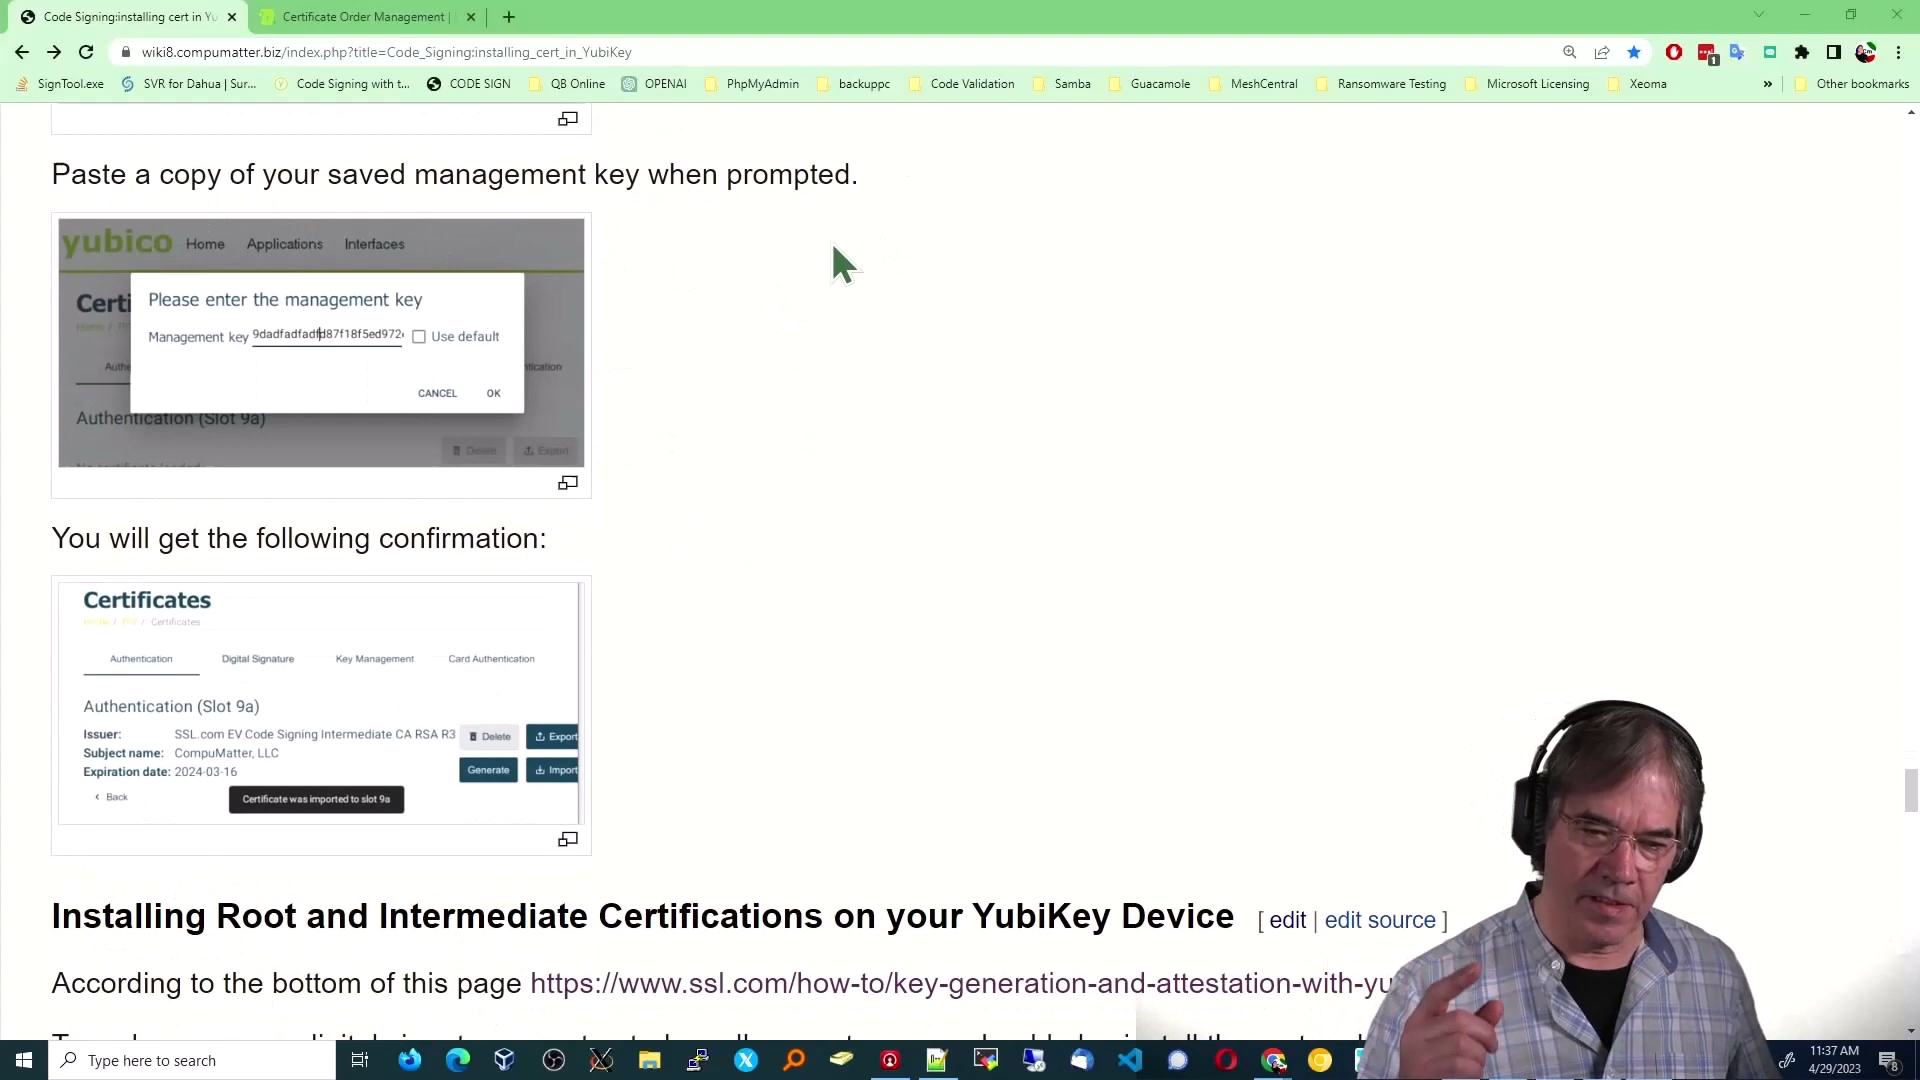 Code Signing:installing cert in Yu
Certificate Order Management |
wiki8.compumatter.biz/index.php?title=Code_Signing:installing_cert_in_YubiKey
1
SignTool.exe
SVR for Dahua | Sur...
Code Signing with t...
CODE SIGN
QB Online
OPENAI
PhpMyAdmin
backuppc
Code Validation
Samba
Guacamole
MeshCentral
Ransomware Testing
Microsoft Licensing
Xeoma
»
Other bookmarks
Paste a copy of your saved management key when prompted.
yubico Home Applications Interfaces
Please enter the management key
Management key 9dadfadfadfb87f18f5ed972 Use default
CANCEL OK
Authentication (Slot 9a)
Delete Export
You will get the following confirmation:
Certificates
Home / PIV / Certificates
Authentication Digital Signature Key Management Card Authentication
Authentication (Slot 9a)
Issuer: SSL.com EV Code Signing Intermediate CA RSA R3
Delete Export
Subject name: CompuMatter, LLC
Expiration date: 2024-03-16
Generate Import
Back
Certificate was imported to slot 9a
Installing Root and Intermediate Certifications on your YubiKey Device [ edit | edit source ]
According to the bottom of this page https://www.ssl.com/how-to/key-generation-and-attestation-with-yu
Type here to search
11:37 AM
4/29/2023
8